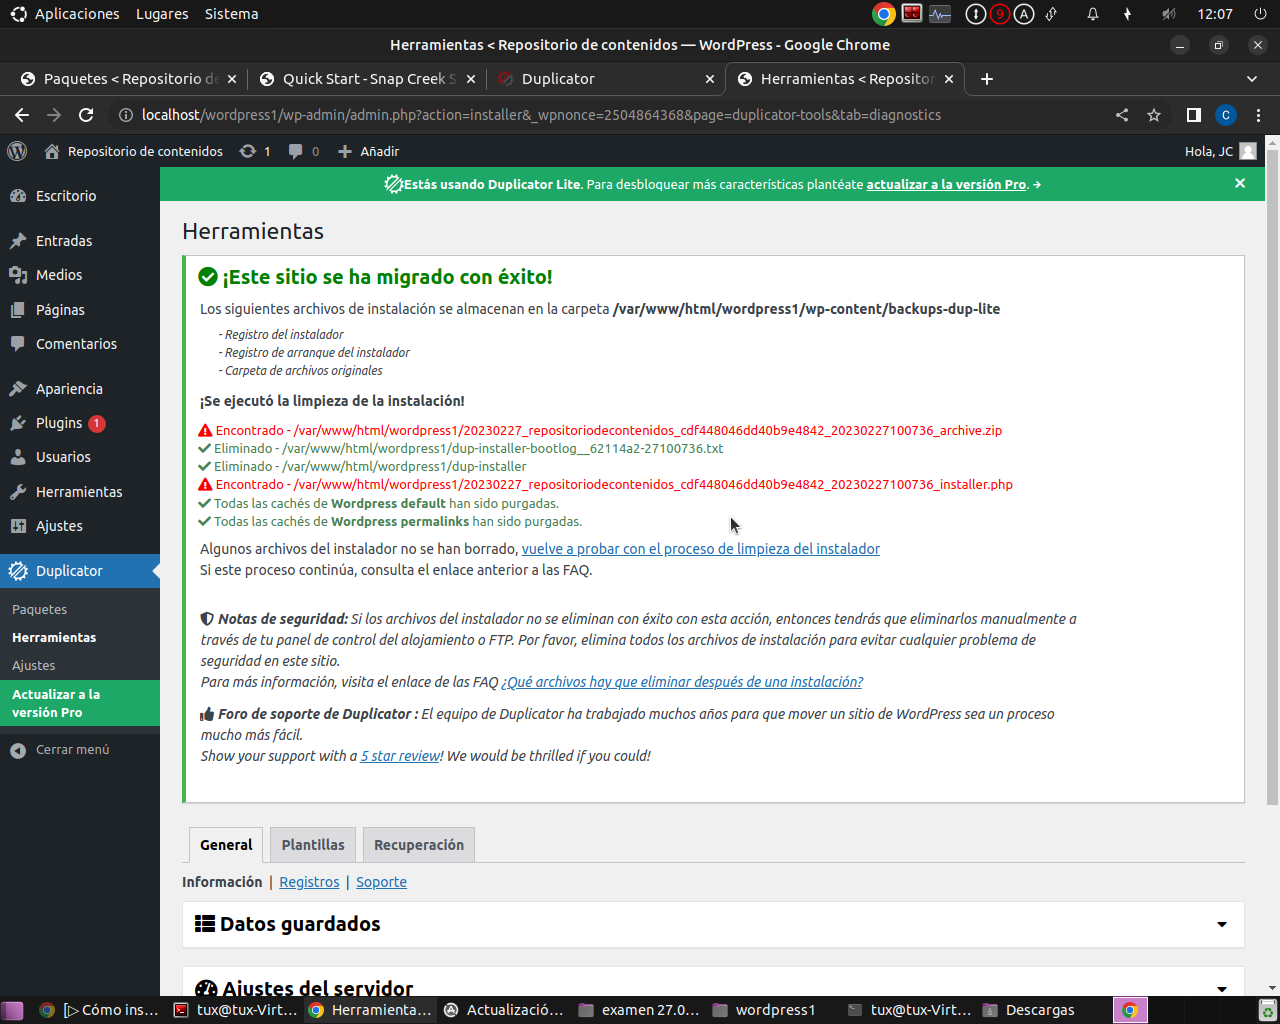 Aplicaciones Lugares Sistema 9 A 12:07
Herramientas < Repositorio de contenidos — WordPress - Google Chrome
Paquetes < Repositorio de Quick Start - Snap Creek S Duplicator Herramientas < Repositor
localhost/wordpress1/wp-admin/admin.php?action=installer&_wpnonce=2504864368&page=duplicator-tools&tab=diagnostics C
Repositorio de contenidos 1 0 Añadir Hola, JC
Estás usando Duplicator Lite. Para desbloquear más características plantéate actualizar a la versión Pro. →
Escritorio
Entradas
Medios
Páginas
Comentarios
Apariencia
Plugins 1
Usuarios
Herramientas
Ajustes
Duplicator
Paquetes
Herramientas
Ajustes
Actualizar a la
versión Pro
Cerrar menú
Herramientas
¡Este sitio se ha migrado con éxito!
Los siguientes archivos de instalación se almacenan en la carpeta /var/www/html/wordpress1/wp-content/backups-dup-lite
- Registro del instalador
- Registro de arranque del instalador
- Carpeta de archivos originales
¡Se ejecutó la limpieza de la instalación!
Encontrado - /var/www/html/wordpress1/20230227_repositoriodecontenidos_cdf448046dd40b9e4842_20230227100736_archive.zip
Eliminado - /var/www/html/wordpress1/dup-installer-bootlog__62114a2-27100736.txt
Eliminado - /var/www/html/wordpress1/dup-installer
Encontrado - /var/www/html/wordpress1/20230227_repositoriodecontenidos_cdf448046dd40b9e4842_20230227100736_installer.php
Todas las cachés de Wordpress default han sido purgadas.
Todas las cachés de Wordpress permalinks han sido purgadas.
Algunos archivos del instalador no se han borrado, vuelve a probar con el proceso de limpieza del instalador
Si este proceso continúa, consulta el enlace anterior a las FAQ.
Notas de seguridad: Si los archivos del instalador no se eliminan con éxito con esta acción, entonces tendrás que eliminarlos manualmente a
través de tu panel de control del alojamiento o FTP. Por favor, elimina todos los archivos de instalación para evitar cualquier problema de
seguridad en este sitio.
Para más información, visita el enlace de las FAQ ¿Qué archivos hay que eliminar después de una instalación?
Foro de soporte de Duplicator : El equipo de Duplicator ha trabajado muchos años para que mover un sitio de WordPress sea un proceso
mucho más fácil.
Show your support with a 5 star review! We would be thrilled if you could!
General Plantillas Recuperación
Información | Registros | Soporte
Datos guardados
Ajustes del servidor
[▷ Cómo ins... tux@tux-Virt... Herramienta... Actualizació... examen 27.0... wordpress1 tux@tux-Virt... Descargas